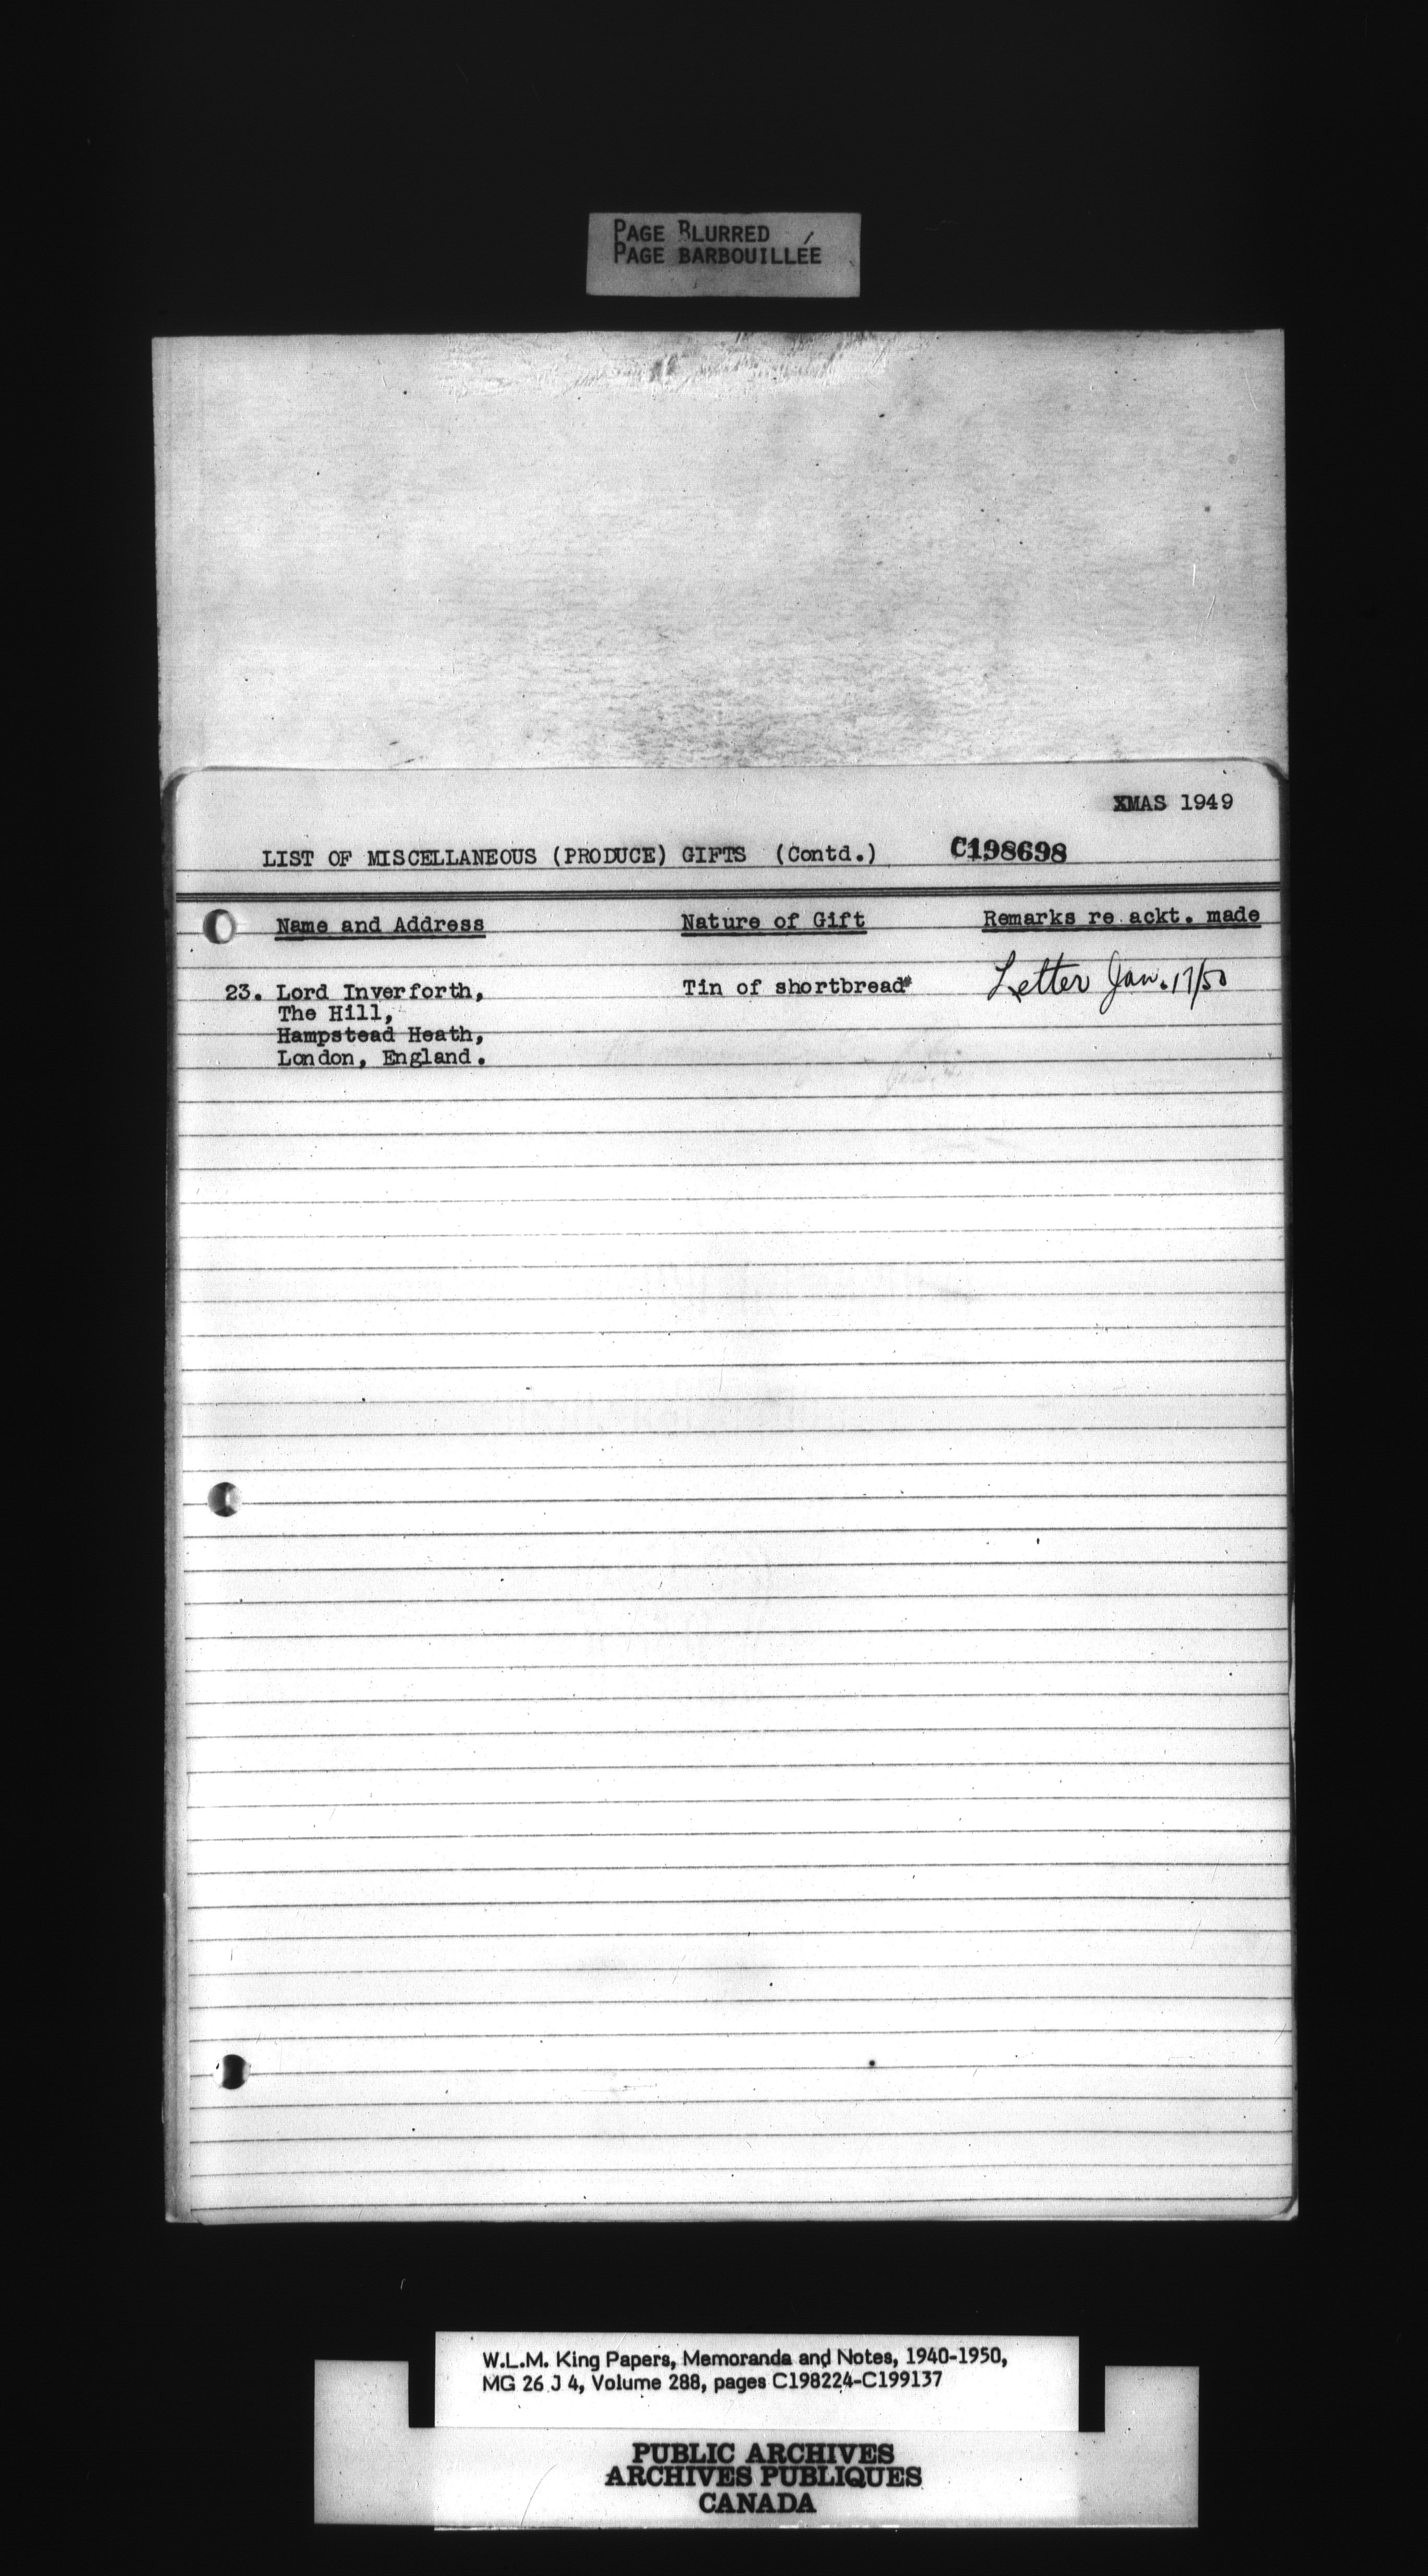 PAGE BLURRED
PAGE BARBOUILLÉE
XMAS 1949
LIST OF MISCELLANEOUS (PRODUCE) GIFTS (Contd.) C198698
Name and Address Nature of Gift Remarks re ackt. made
23. Lord Inverforth, Tin of shortbread Letter Jan. 17/50
The Hill,
Hampstead Heath,
London, England.
W.L.M. King Papers, Memoranda and Notes, 1940-1950,
MG 26 J 4, Volume 288, pages C198224-C199137
PUBLIC ARCHIVES
ARCHIVES PUBLIQUES
CANADA